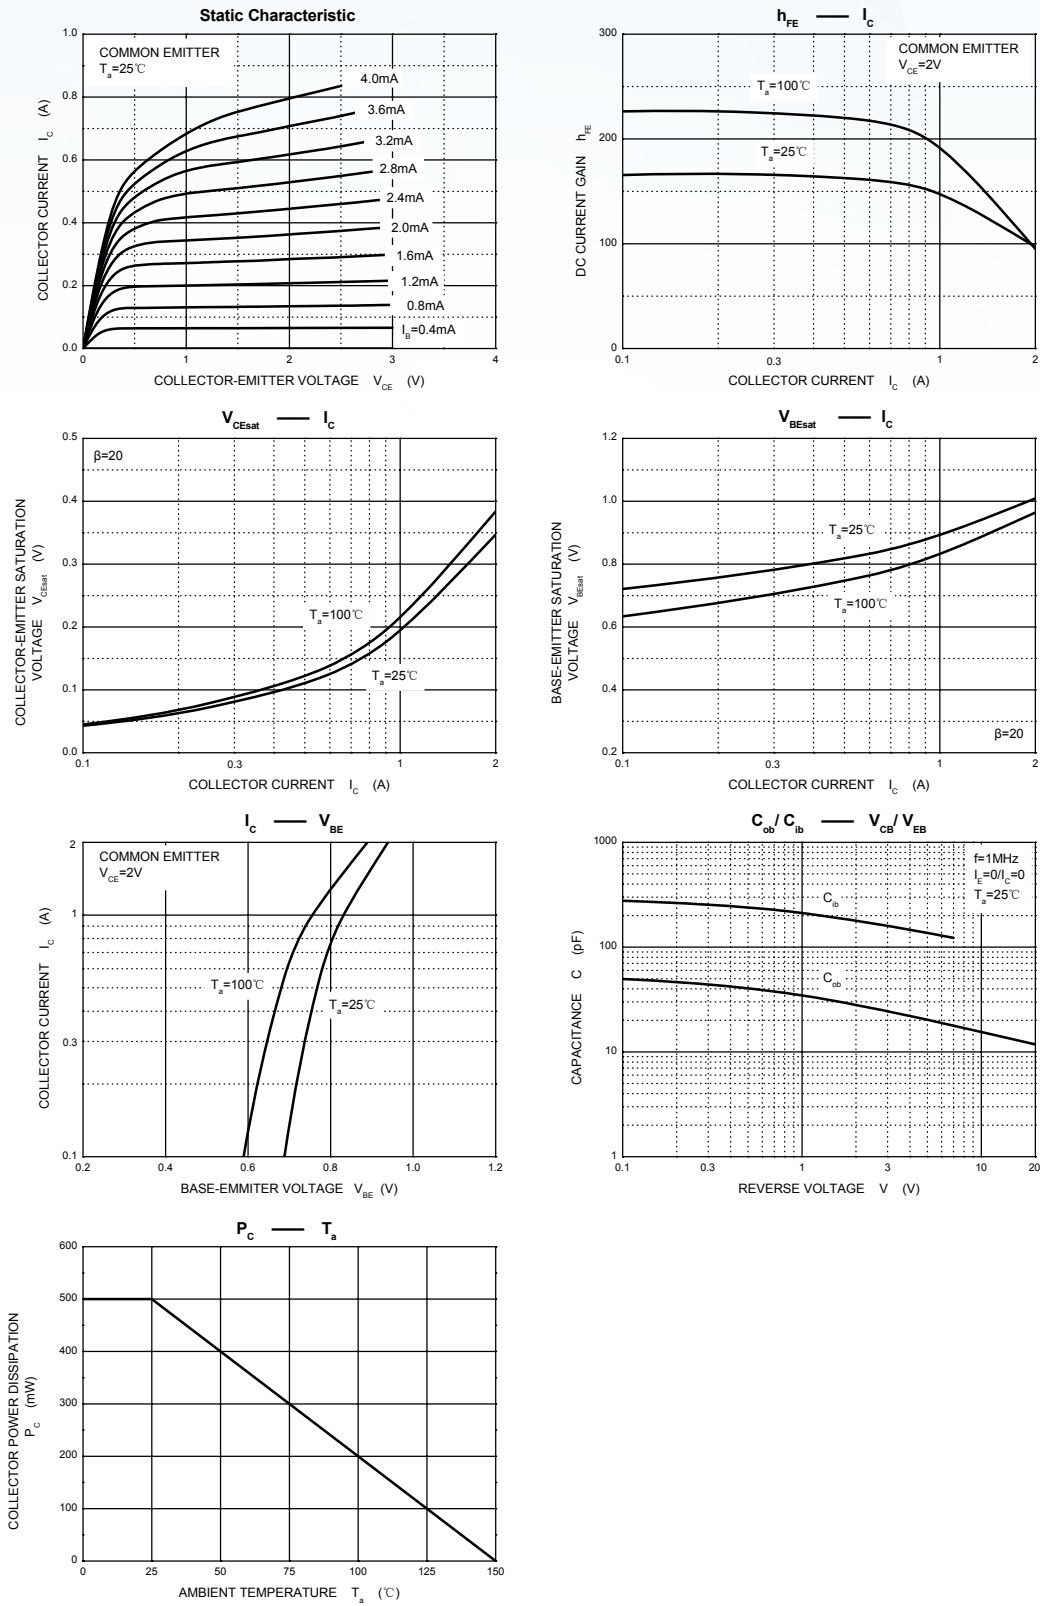 Static Characteristic
COMMON EMITTER
Ta=25℃
COLLECTOR CURRENT IC (A)
1.0
0.8
0.6
0.4
0.2
0.0
4.0mA
3.6mA
3.2mA
2.8mA
2.4mA
2.0mA
1.6mA
1.2mA
0.8mA
IB=0.4mA
0 1 2 3 4
COLLECTOR-EMITTER VOLTAGE VCE (V)
hFE —— IC
COMMON EMITTER
VCE=2V
DC CURRENT GAIN hFE
300
200
100
0
Ta=100℃
Ta=25℃
0.1 0.3 1 2
COLLECTOR CURRENT IC (A)
VCEsat —— IC
β=20
COLLECTOR-EMITTER SATURATION
VOLTAGE VCEsat (V)
0.5
0.4
0.3
0.2
0.1
0.0
Ta=100℃
Ta=25℃
0.1 0.3 1 2
COLLECTOR CURRENT IC (A)
VBEsat —— IC
BASE-EMITTER SATURATION
VOLTAGE VBEsat (V)
1.2
1.0
0.8
0.6
0.4
0.2
Ta=25℃
Ta=100℃
β=20
0.1 0.3 1 2
COLLECTOR CURRENT IC (A)
IC —— VBE
COMMON EMITTER
VCE=2V
COLLECTOR CURRENT IC (A)
2
1
0.3
0.1
Ta=100℃
Ta=25℃
0.2 0.4 0.6 0.8 1.0 1.2
BASE-EMMITER VOLTAGE VBE (V)
Cob/ Cib —— VCB/ VEB
f=1MHz
IE=0/IC=0
Ta=25℃
CAPACITANCE C (pF)
1000
100
10
1
Cib
Cob
0.1 0.3 1 3 10 20
REVERSE VOLTAGE V (V)
PC —— Ta
COLLECTOR POWER DISSIPATION
PC (mW)
600
500
400
300
200
100
0
0 25 50 75 100 125 150
AMBIENT TEMPERATURE Ta (℃)